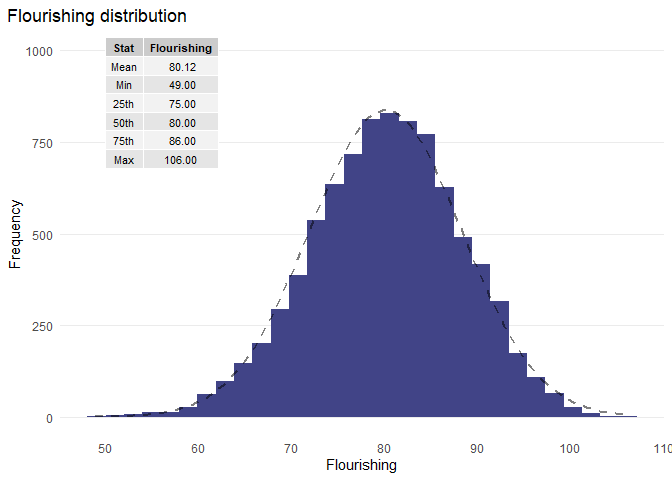 Flourishing distribution
1000
750
500
250
0
Frequency
Stat Flourishing
Mean 80.12
Min 49.00
25th 75.00
50th 80.00
75th 86.00
Max 106.00
50 60 70 80 90 100 110
Flourishing